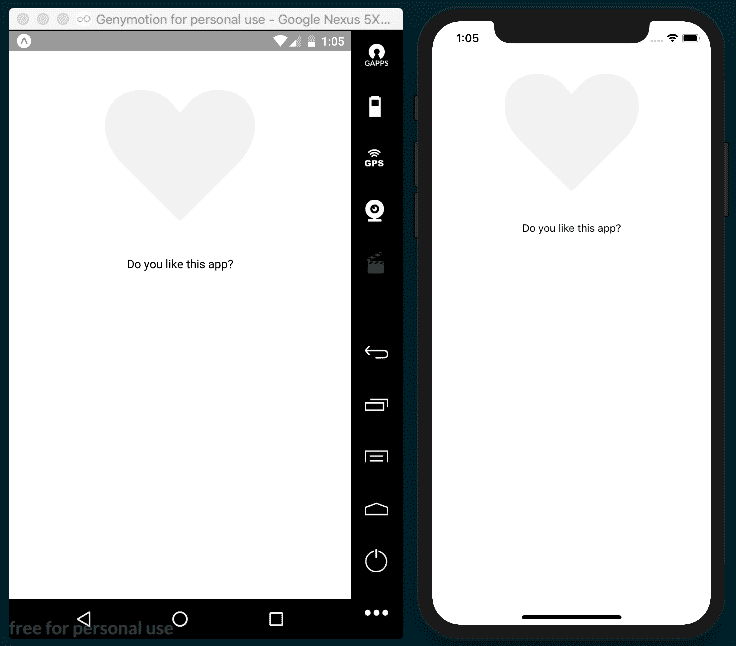 Genymotion for personal use - Google Nexus 5X...
1:05
GAPPS
GPS
Do you like this app?
free for personal use
1:05
Do you like this app?